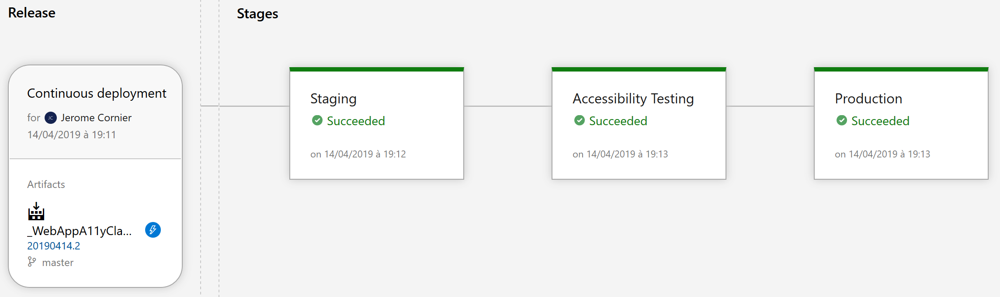 Release
Stages
Continuous deployment
for JC Jerome Cornier
14/04/2019 à 19:11
Artifacts
_WebAppA11yCla...
20190414.2
master
Staging
Succeeded
on 14/04/2019 à 19:12
Accessibility Testing
Succeeded
on 14/04/2019 à 19:13
Production
Succeeded
on 14/04/2019 à 19:13